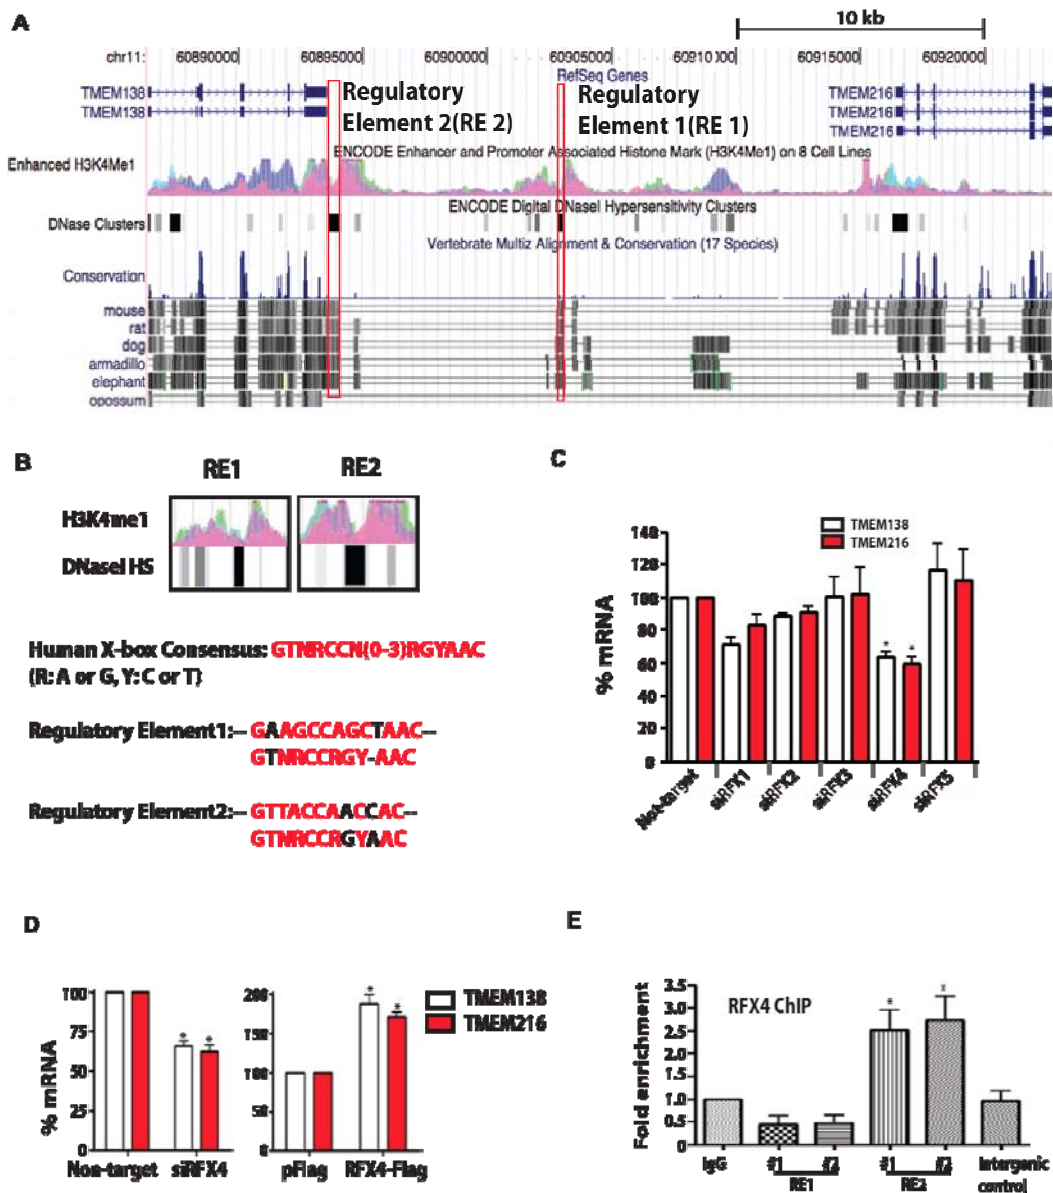 A
10 kb
chr11: 60890000 60895000 60900000 60905000 60910000 60915000 60920000
RefSeq Genes
TMEM138
TMEM138
Regulatory
Element 2(RE 2)
Regulatory
Element 1(RE 1)
TMEM216
TMEM216
TMEM216
ENCODE Enhancer and Promoter Associated Histone Mark (H3K4Me1) on 8 Cell Lines
Enhanced H3K4Me1
ENCODE Digital DNaseI Hypersensitivity Clusters
DNase Clusters
Vertebrate Multiz Alignment & Conservation (17 Species)
Conservation
mouse
rat
dog
armadillo
elephant
opossum
B
RE1 RE2
H3K4me1
DNaseI HS
Human X-box Consensus: GTNRCCN(0-3)RGYAAC
(R: A or G, Y: C or T)
Regulatory Element1:-- GAAGCCAGCTAAC--
GTNRCCRGY-AAC
Regulatory Element2:-- GTTACCAACCAC--
GTNRCCRGYAAC
C
TMEM138
TMEM216
% mRNA
140
120
100
80
60
40
20
0
* *
Not-target siRFX1 siRFX2 siRFX3 siRFX4 siRFX5
D
% mRNA
100
75
50
25
0
* *
Non-target siRFX4
200
150
100
50
0
* *
pFlag RFX4-Flag
TMEM138
TMEM216
E
RFX4 ChIP
Fold enrichment
3.5
3.0
2.5
2.0
1.5
1.0
0.5
0
* *
IgG #1 #2 #1 #2 Intergenic
RE1 RE2 control